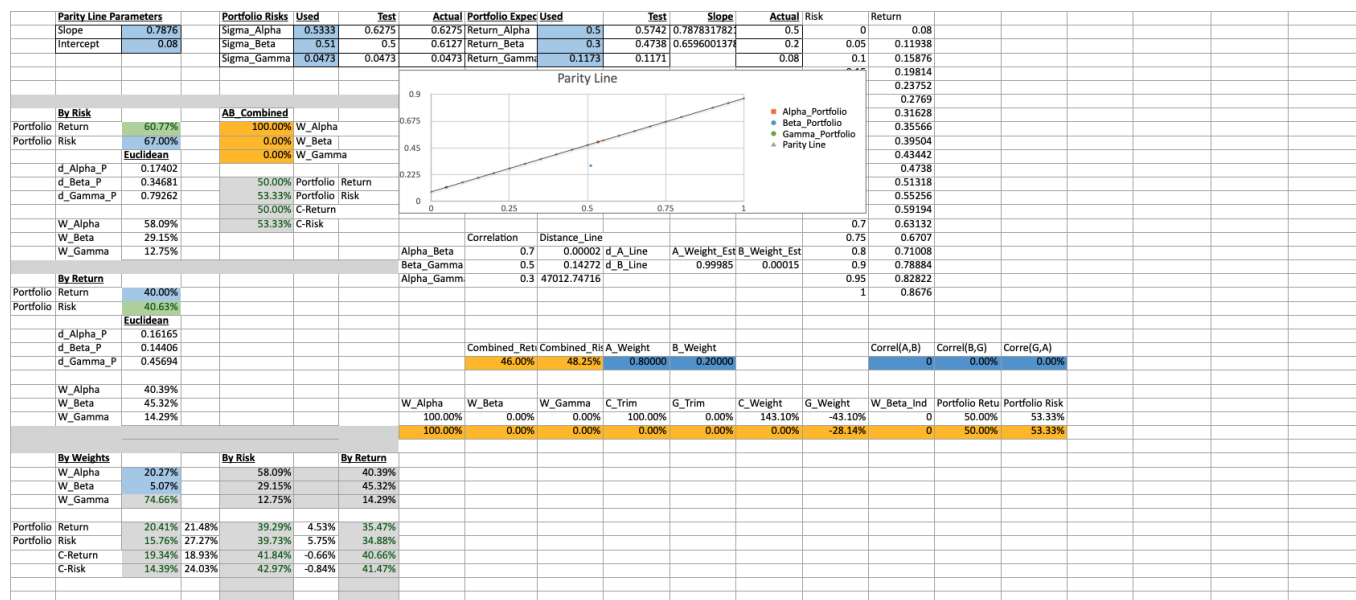 Parity Line Parameters Portfolio Risks Used Test Actual Portfolio Expec Used Test Slope Actual Risk Return
Slope 0.7876 Sigma_Alpha 0.5333 0.6275 0.6275 Return_Alpha 0.5 0.5742 0.787831782 0.5 0 0.08
Intercept 0.08 Sigma_Beta 0.51 0.5 0.6127 Return_Beta 0.3 0.4738 0.659600137 0.2 0.05 0.11938
Sigma_Gamma 0.0473 0.0473 0.0473 Return_Gamma 0.1173 0.1171 0.08 0.1 0.15876
0.19814
Parity Line
0.23752
0.9
0.2769
By Risk AB_Combined Alpha_Portfolio 0.31628
Portfolio Return 60.77% 100.00% W_Alpha 0.675 Beta_Portfolio 0.35566
Portfolio Risk 67.00% 0.00% W_Beta Gamma_Portfolio 0.39504
Euclidean 0.00% W_Gamma 0.45 Parity Line 0.43442
d_Alpha_P 0.17402 0.4738
d_Beta_P 0.34681 50.00% Portfolio Return 0.225 0.51318
d_Gamma_P 0.79262 53.33% Portfolio Risk 0.55256
50.00% C-Return 0 0 0.25 0.5 0.75 1 0.59194
W_Alpha 58.09% 53.33% C-Risk 0.7 0.63132
W_Beta 29.15% Correlation Distance_Line 0.75 0.6707
W_Gamma 12.75% Alpha_Beta 0.7 0.00002 d_A_Line A_Weight_Est B_Weight_Est 0.8 0.71008
Beta_Gamma 0.5 0.14272 d_B_Line 0.99985 0.00015 0.9 0.78884
By Return Alpha_Gamm 0.3 47012.74716 0.95 0.82822
Portfolio Return 40.00% 1 0.8676
Portfolio Risk 40.63%
Euclidean
d_Alpha_P 0.16165
d_Beta_P 0.14406 Combined_Retu Combined_Ris A_Weight B_Weight Correl(A,B) Correl(B,G) Corre(G,A)
d_Gamma_P 0.45694 46.00% 48.25% 0.80000 0.20000 0 0.00% 0.00%
W_Alpha 40.39%
W_Beta 45.32% W_Alpha W_Beta W_Gamma C_Trim G_Trim C_Weight G_Weight W_Beta_Ind Portfolio Retu Portfolio Risk
W_Gamma 14.29% 100.00% 0.00% 0.00% 100.00% 0.00% 143.10% -43.10% 0 50.00% 53.33%
100.00% 0.00% 0.00% 0.00% 0.00% 0.00% -28.14% 0 50.00% 53.33%
By Weights By Risk By Return
W_Alpha 20.27% 58.09% 40.39%
W_Beta 5.07% 29.15% 45.32%
W_Gamma 74.66% 12.75% 14.29%
Portfolio Return 20.41% 21.48% 39.29% 4.53% 35.47%
Portfolio Risk 15.76% 27.27% 39.73% 5.75% 34.88%
C-Return 19.34% 18.93% 41.84% -0.66% 40.66%
C-Risk 14.39% 24.03% 42.97% -0.84% 41.47%